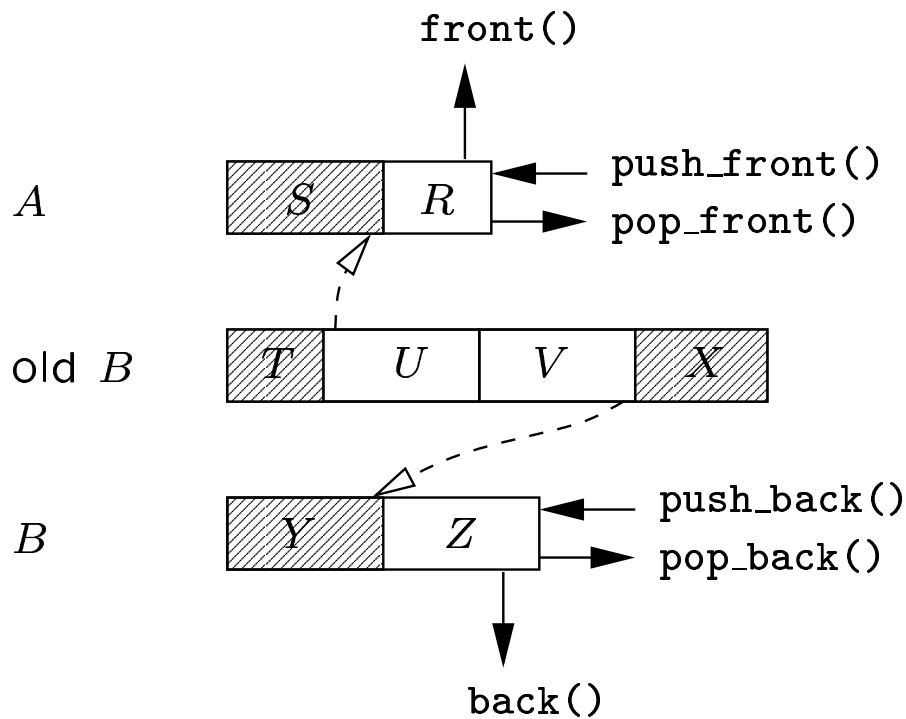 front()
push_front()
A S R
pop_front()
old B T U V X
push_back()
B Y Z
pop_back()
back()